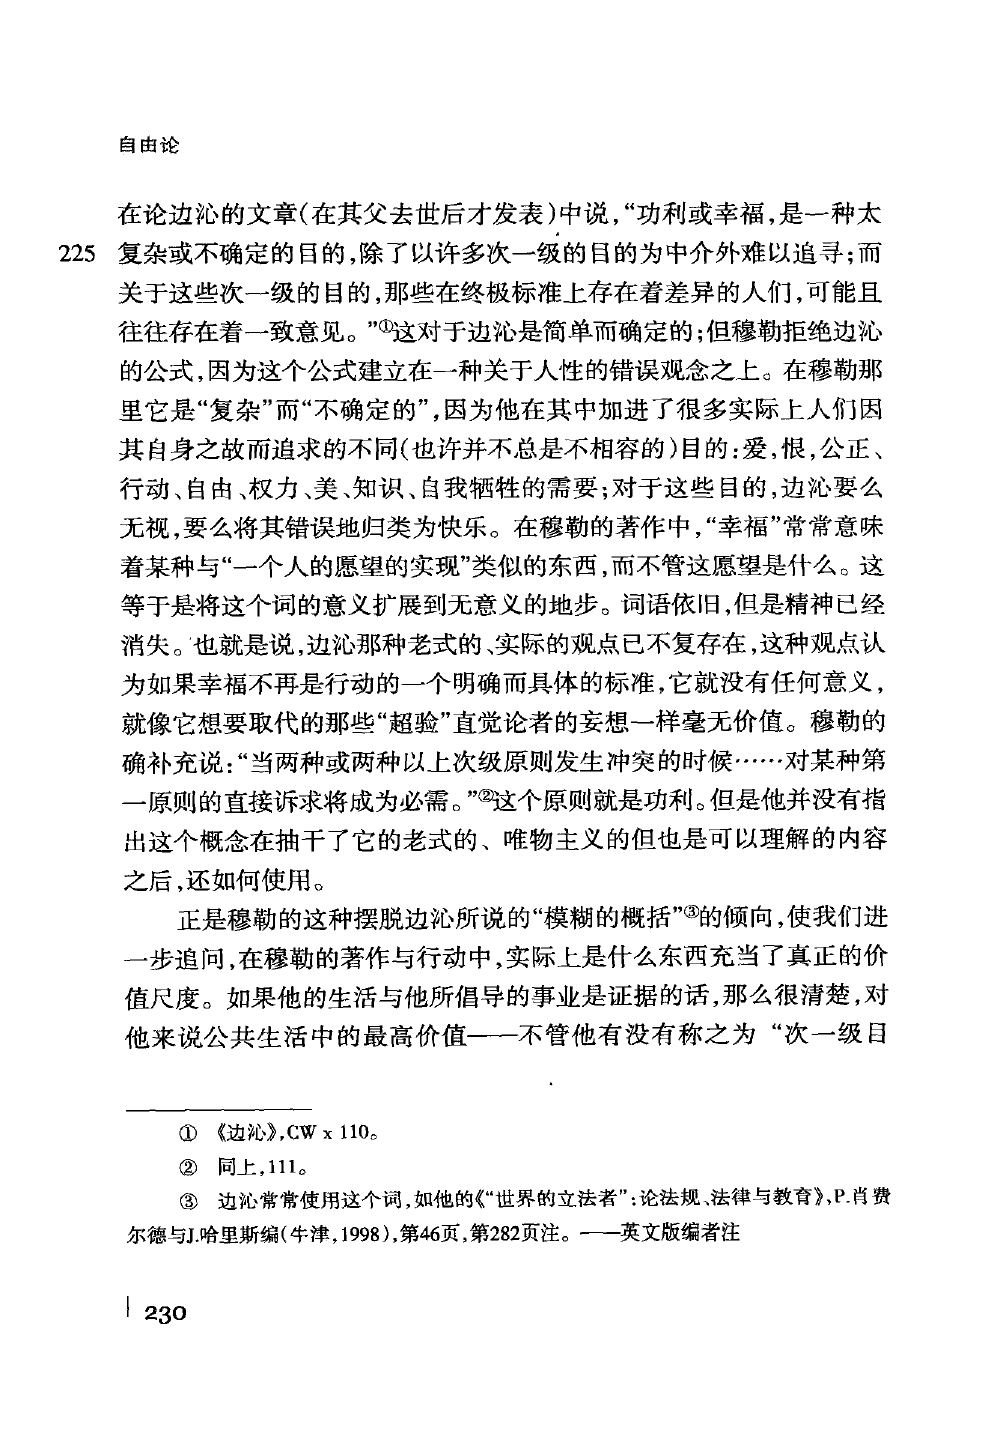 自由论
在论边沁的文章(在其父去世后才发表)中说,“功利或幸福,是一种太
225 复杂或不确定的目的,除了以许多次一级的目的为中介外难以追寻;而
关于这些次一级的目的,那些在终极标准上存在着差异的人们,可能且
往往存在着一致意见。”①这对于边沁是简单而确定的;但穆勒拒绝边沁
的公式,因为这个公式建立在一种关于人性的错误观念之上。在穆勒那
里它是“复杂”而“不确定的”,因为他在其中加进了很多实际上人们因
其自身之故而追求的不同(也许并不总是不相容的)目的:爱,恨,公正、
行动、自由、权力、美、知识、自我牺牲的需要;对于这些目的,边沁要么
无视,要么将其错误地归类为快乐。在穆勒的著作中,“幸福”常常意味
着某种与“一个人的愿望的实现”类似的东西,而不管这愿望是什么。这
等于是将这个词的意义扩展到无意义的地步。词语依旧,但是精神已经
消失。也就是说,边沁那种老式的、实际的观点已不复存在,这种观点认
为如果幸福不再是行动的一个明确而具体的标准,它就没有任何意义,
就像它想要取代的那些“超验”直觉论者的妄想一样毫无价值。穆勒的
确补充说:“当两种或两种以上次级原则发生冲突的时候……对某种第
一原则的直接诉求将成为必需。”②这个原则就是功利。但是他并没有指
出这个概念在抽干了它的老式的、唯物主义的但也是可以理解的内容
之后,还如何使用。
正是穆勒的这种摆脱边沁所说的“模糊的概括”③的倾向,使我们进
一步追问,在穆勒的著作与行动中,实际上是什么东西充当了真正的价
值尺度。如果他的生活与他所倡导的事业是证据的话,那么很清楚,对
他来说公共生活中的最高价值——不管他有没有称之为“次一级目
① 《边沁》,CW x 110。
② 同上,111。
③ 边沁常常使用这个词,如他的《“世界的立法者”:论法规、法律与教育》,P.肖费
尔德与J.哈里斯编(牛津,1998),第46页,第282页注。——英文版编者注
230